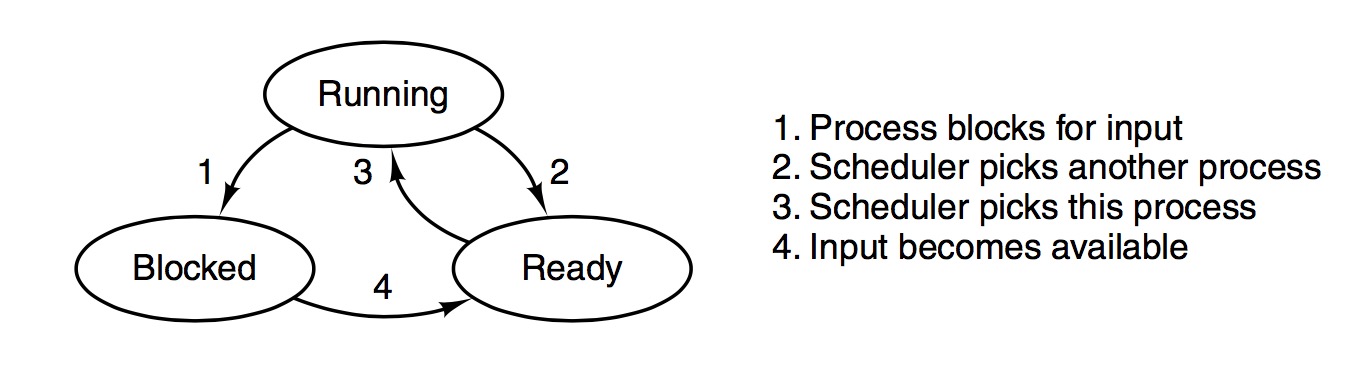 Running
1
3
2
Blocked
4
Ready
1. Process blocks for input
2. Scheduler picks another process
3. Scheduler picks this process
4. Input becomes available